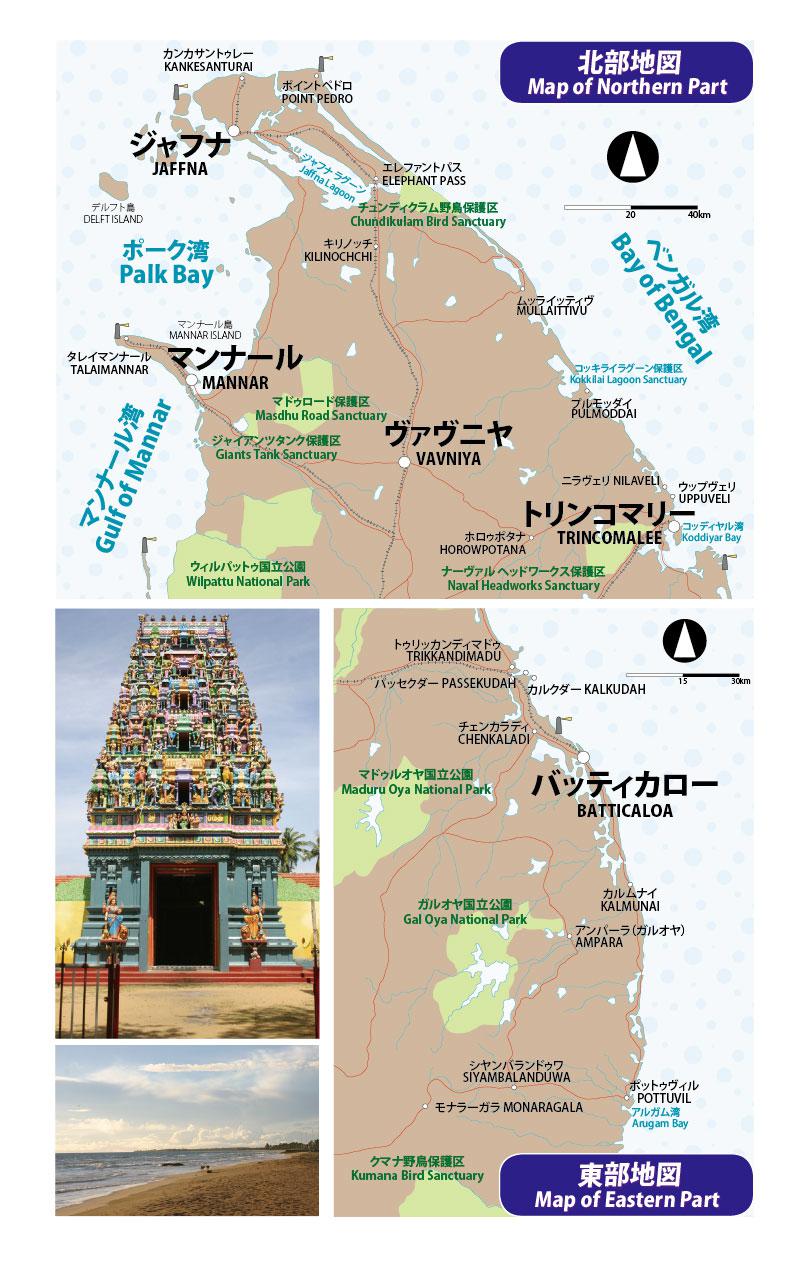 北部地図
Map of Northern Part
カンカサントゥレー
KANKESANTURAI
ポイントペドロ
POINT PEDRO
ジャフナ
JAFFNA
ジャフナ ラグーン
Jaffna Lagoon
エレファントパス
ELEPHANT PASS
デルフト島
DELFT ISLAND
チュンディクラム野鳥保護区
Chundikulam Bird Sanctuary
20
40km
ポーク湾
Palk Bay
キリノッチ
KILINOCHCHI
ベンガル湾
Bay of Bengal
ムッライッティヴ
MULLAITTIVU
マンナール島
MANNAR ISLAND
タレイマンナール
TALAIMANNAR
マンナール
MANNAR
コッキライラグーン保護区
Kokkilai Lagoon Sanctuary
マドゥロード保護区
Masdhu Road Sanctuary
プルモッダイ
PULMODDAI
マンナール湾
Gulf of Mannar
ジャイアンツタンク保護区
Giants Tank Sanctuary
ヴァヴニヤ
VAVNIYA
ニラヴェリ NILAVELI
ウップヴェリ
UPPUVELI
トリンコマリー
TRINCOMALEE
コッディヤル湾
Koddiyar Bay
ホロゥポタナ
HOROWPOTANA
ウィルパットゥ国立公園
Wilpattu National Park
ナーヴァル ヘッドワークス保護区
Naval Headworks Sanctuary
トゥリッカンディマドゥ
TRIKKANDIMADU
15
30km
パッセクダー PASSEKUDAH
カルクダー KALKUDAH
チェンカラディ
CHENKALADI
マドゥルオヤ国立公園
Maduru Oya National Park
バッティカロー
BATTICALOA
カルムナイ
KALMUNAI
ガルオヤ国立公園
Gal Oya National Park
アンパーラ（ガルオヤ）
AMPARA
シヤンバランドゥワ
SIYAMBALANDUWA
ポットゥヴィル
POTTUVIL
モナラーガラ MONARAGALA
アルガム湾
Arugam Bay
クマナ野鳥保護区
Kumana Bird Sanctuary
東部地図
Map of Eastern Part